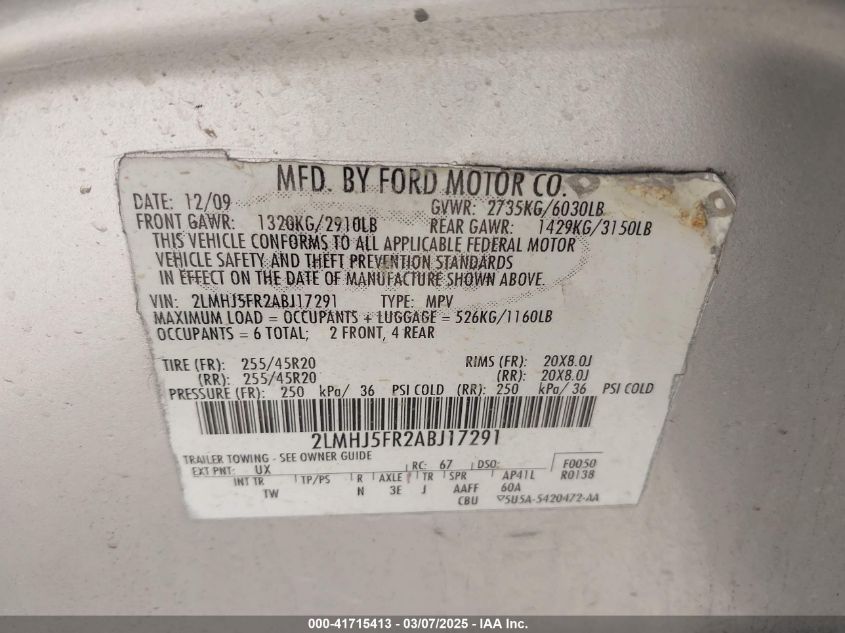 MFD. BY FORD MOTOR CO.
DATE: 12/09 GVWR: 2735KG/6030LB
FRONT GAWR: 1320KG/2910LB REAR GAWR: 1429KG/3150LB
THIS VEHICLE CONFORMS TO ALL APPLICABLE FEDERAL MOTOR
VEHICLE SAFETY AND THEFT PREVENTION STANDARDS
IN EFFECT ON THE DATE OF MANUFACTURE SHOWN ABOVE.
VIN: 2LMHJ5FR2ABJ17291 TYPE: MPV
MAXIMUM LOAD = OCCUPANTS + LUGGAGE = 526KG/1160LB
OCCUPANTS = 6 TOTAL; 2 FRONT, 4 REAR
TIRE (FR): 255/45R20 RIMS (FR): 20X8.0J
(RR): 255/45R20 (RR): 20X8.0J
PRESSURE (FR): 250 kPa/ 36 PSI COLD (RR): 250 kPa/ 36 PSI COLD
2LMHJ5FR2ABJ17291
TRAILER TOWING - SEE OWNER GUIDE
EXT PNT: UX RC: 67 DSO: F0050
INT TR TP/PS R AXLE TR SPR AP41L R0138
TW N 3E J AAFF 60A
CBU 5U5A-5420472-AA
000-41715413 - 03/07/2025 - IAA Inc.